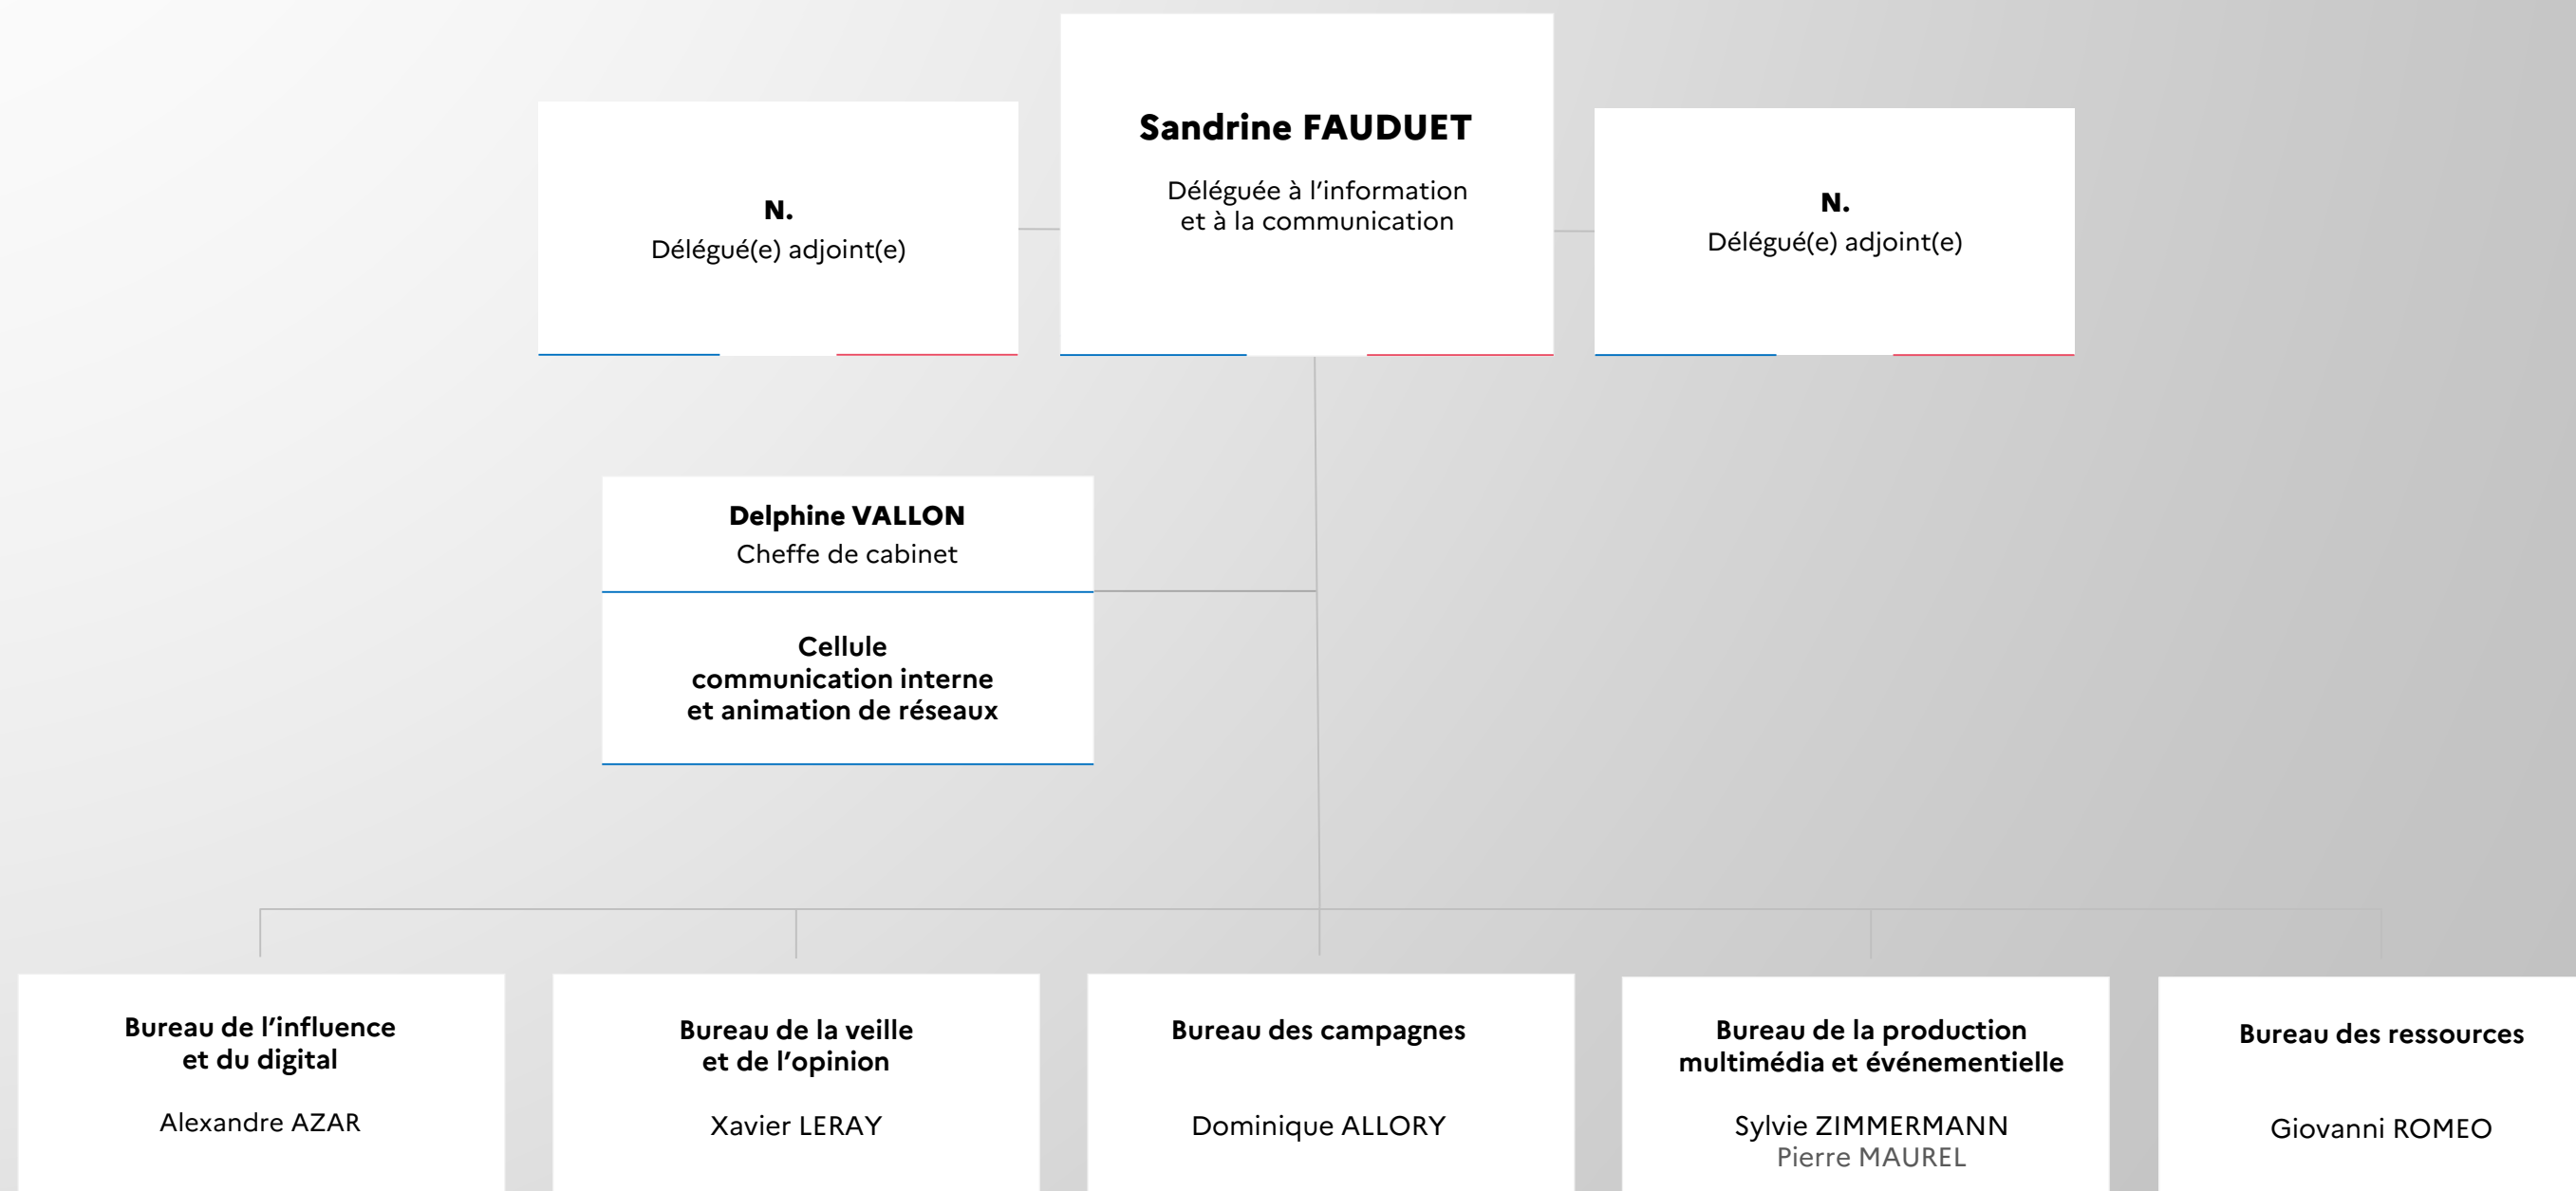 Sandrine FAUDUET
Déléguée à l’information
et à la communication
N.
Délégué(e) adjoint(e)
N.
Délégué(e) adjoint(e)
Delphine VALLON
Cheffe de cabinet
Cellule
communication interne
et animation de réseaux
Bureau de l’influence
et du digital
Alexandre AZAR
Bureau de la veille
et de l’opinion
Xavier LERAY
Bureau des campagnes
Dominique ALLORY
Bureau de la production
multimédia et événementielle
Sylvie ZIMMERMANN
Pierre MAUREL
Bureau des ressources
Giovanni ROMEO